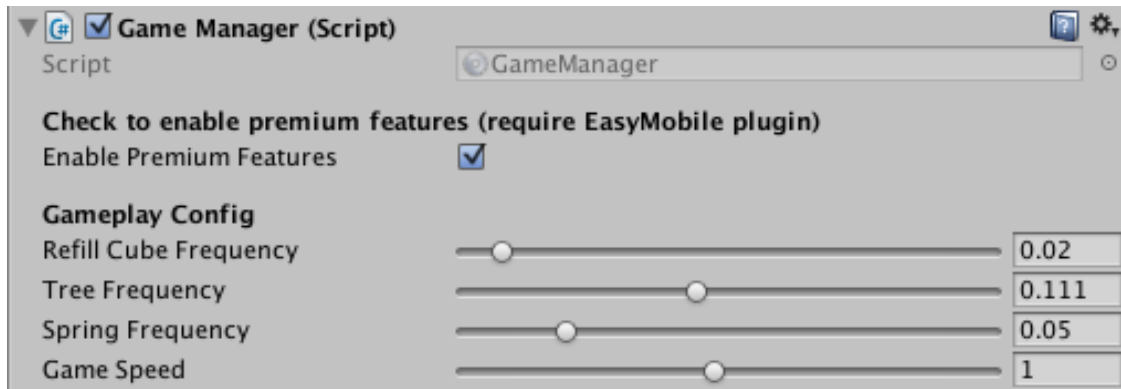 Game Manager (Script)
Script GameManager
Check to enable premium features (require EasyMobile plugin)
Enable Premium Features
Gameplay Config
Refill Cube Frequency 0.02
Tree Frequency 0.111
Spring Frequency 0.05
Game Speed 1